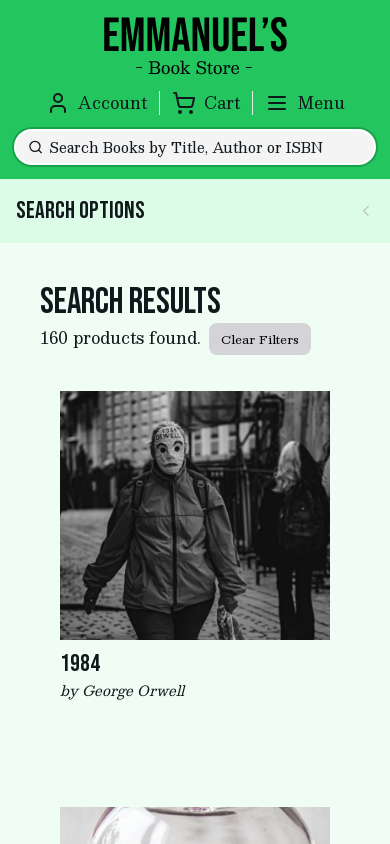 EMMANUEL’S
- Book Store -
Account
Cart
Menu
Search Books by Title, Author or ISBN
SEARCH OPTIONS
SEARCH RESULTS
160 products found.
Clear Filters
1984
by George Orwell